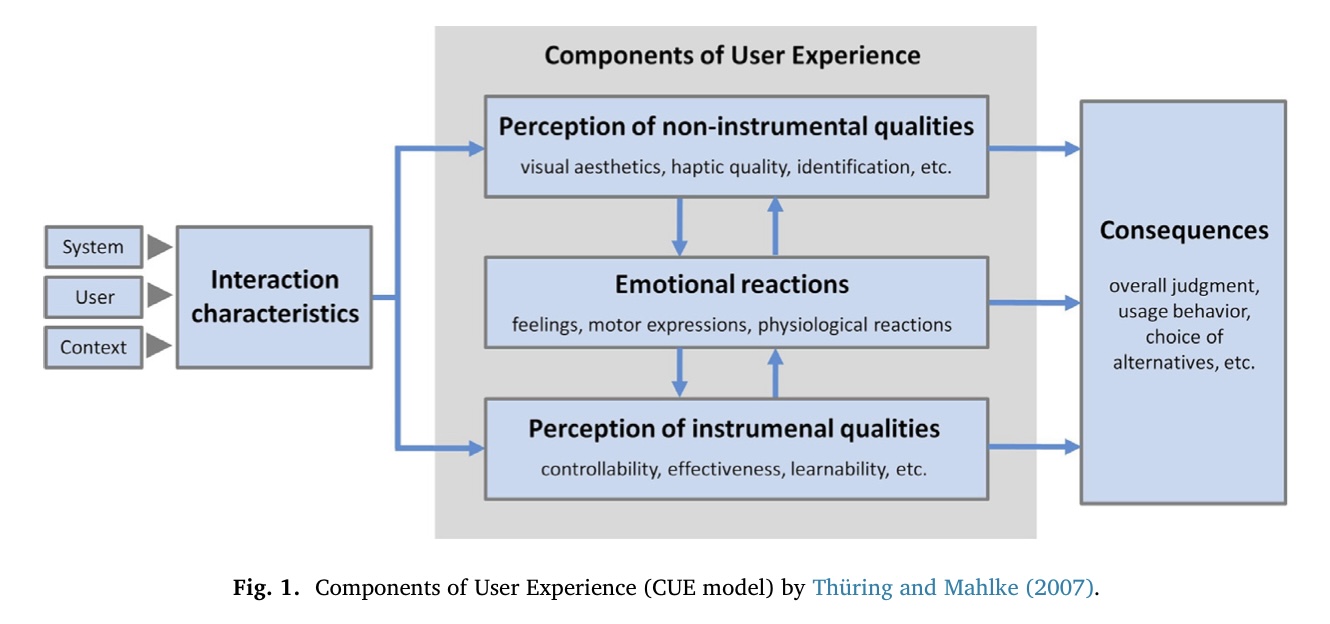 Components of User Experience
Perception of non-instrumental qualities
visual aesthetics, haptic quality, identification, etc.
System
User
Context
Interaction
characteristics
Emotional reactions
feelings, motor expressions, physiological reactions
Perception of instrumenal qualities
controllability, effectiveness, learnability, etc.
Consequences
overall judgment,
usage behavior,
choice of
alternatives, etc.
Fig. 1. Components of User Experience (CUE model) by Thüring and Mahlke (2007).